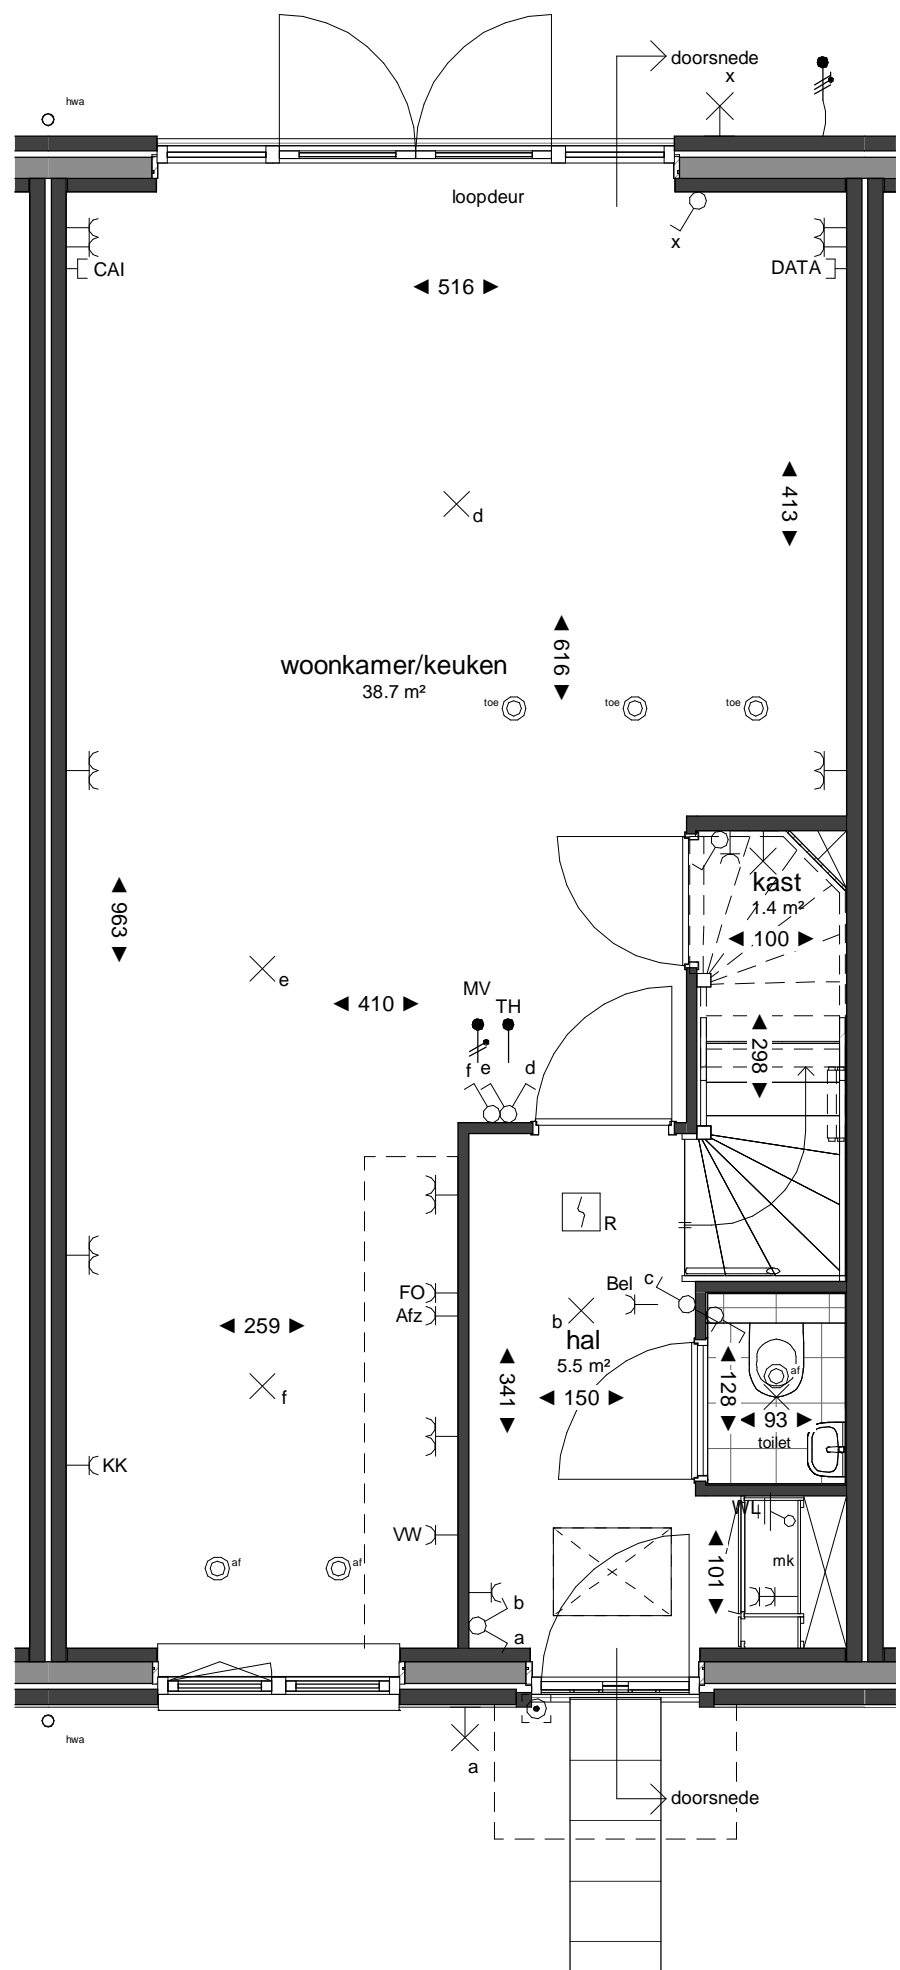 doorsnede
x
hwa
loopdeur
x
CAI
DATA
516
413
d
616
woonkamer/keuken
38.7 m²
toe
toe
toe
kast
1.4 m²
963
100
e
MV
410
TH
298
f e
d
R
Bel
c
FO
Afz
b
259
hal
5.5 m²
341
128
af
f
150
93
toilet
KK
VW
101
mk
af
af
b
a
hwa
a
doorsnede